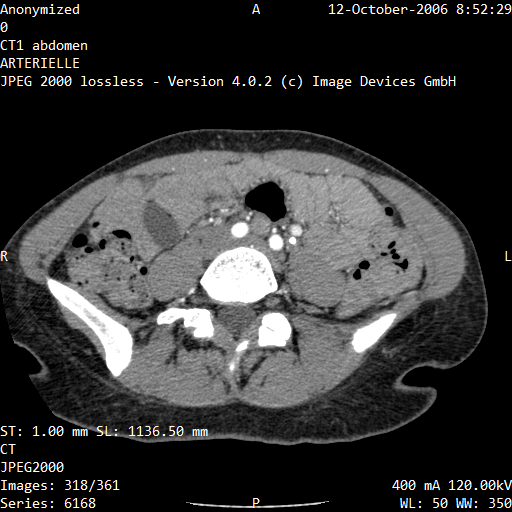 Anonymized A 12-October-2006 8:52:29
0
CT1 abdomen
ARTERIELLE
JPEG 2000 lossless - Version 4.0.2 (c) Image Devices GmbH
R L
ST: 1.00 mm SL: 1136.50 mm
CT
JPEG2000
Images: 318/361 400 mA 120.00kV
Series: 6168 P WL: 50 WW: 350